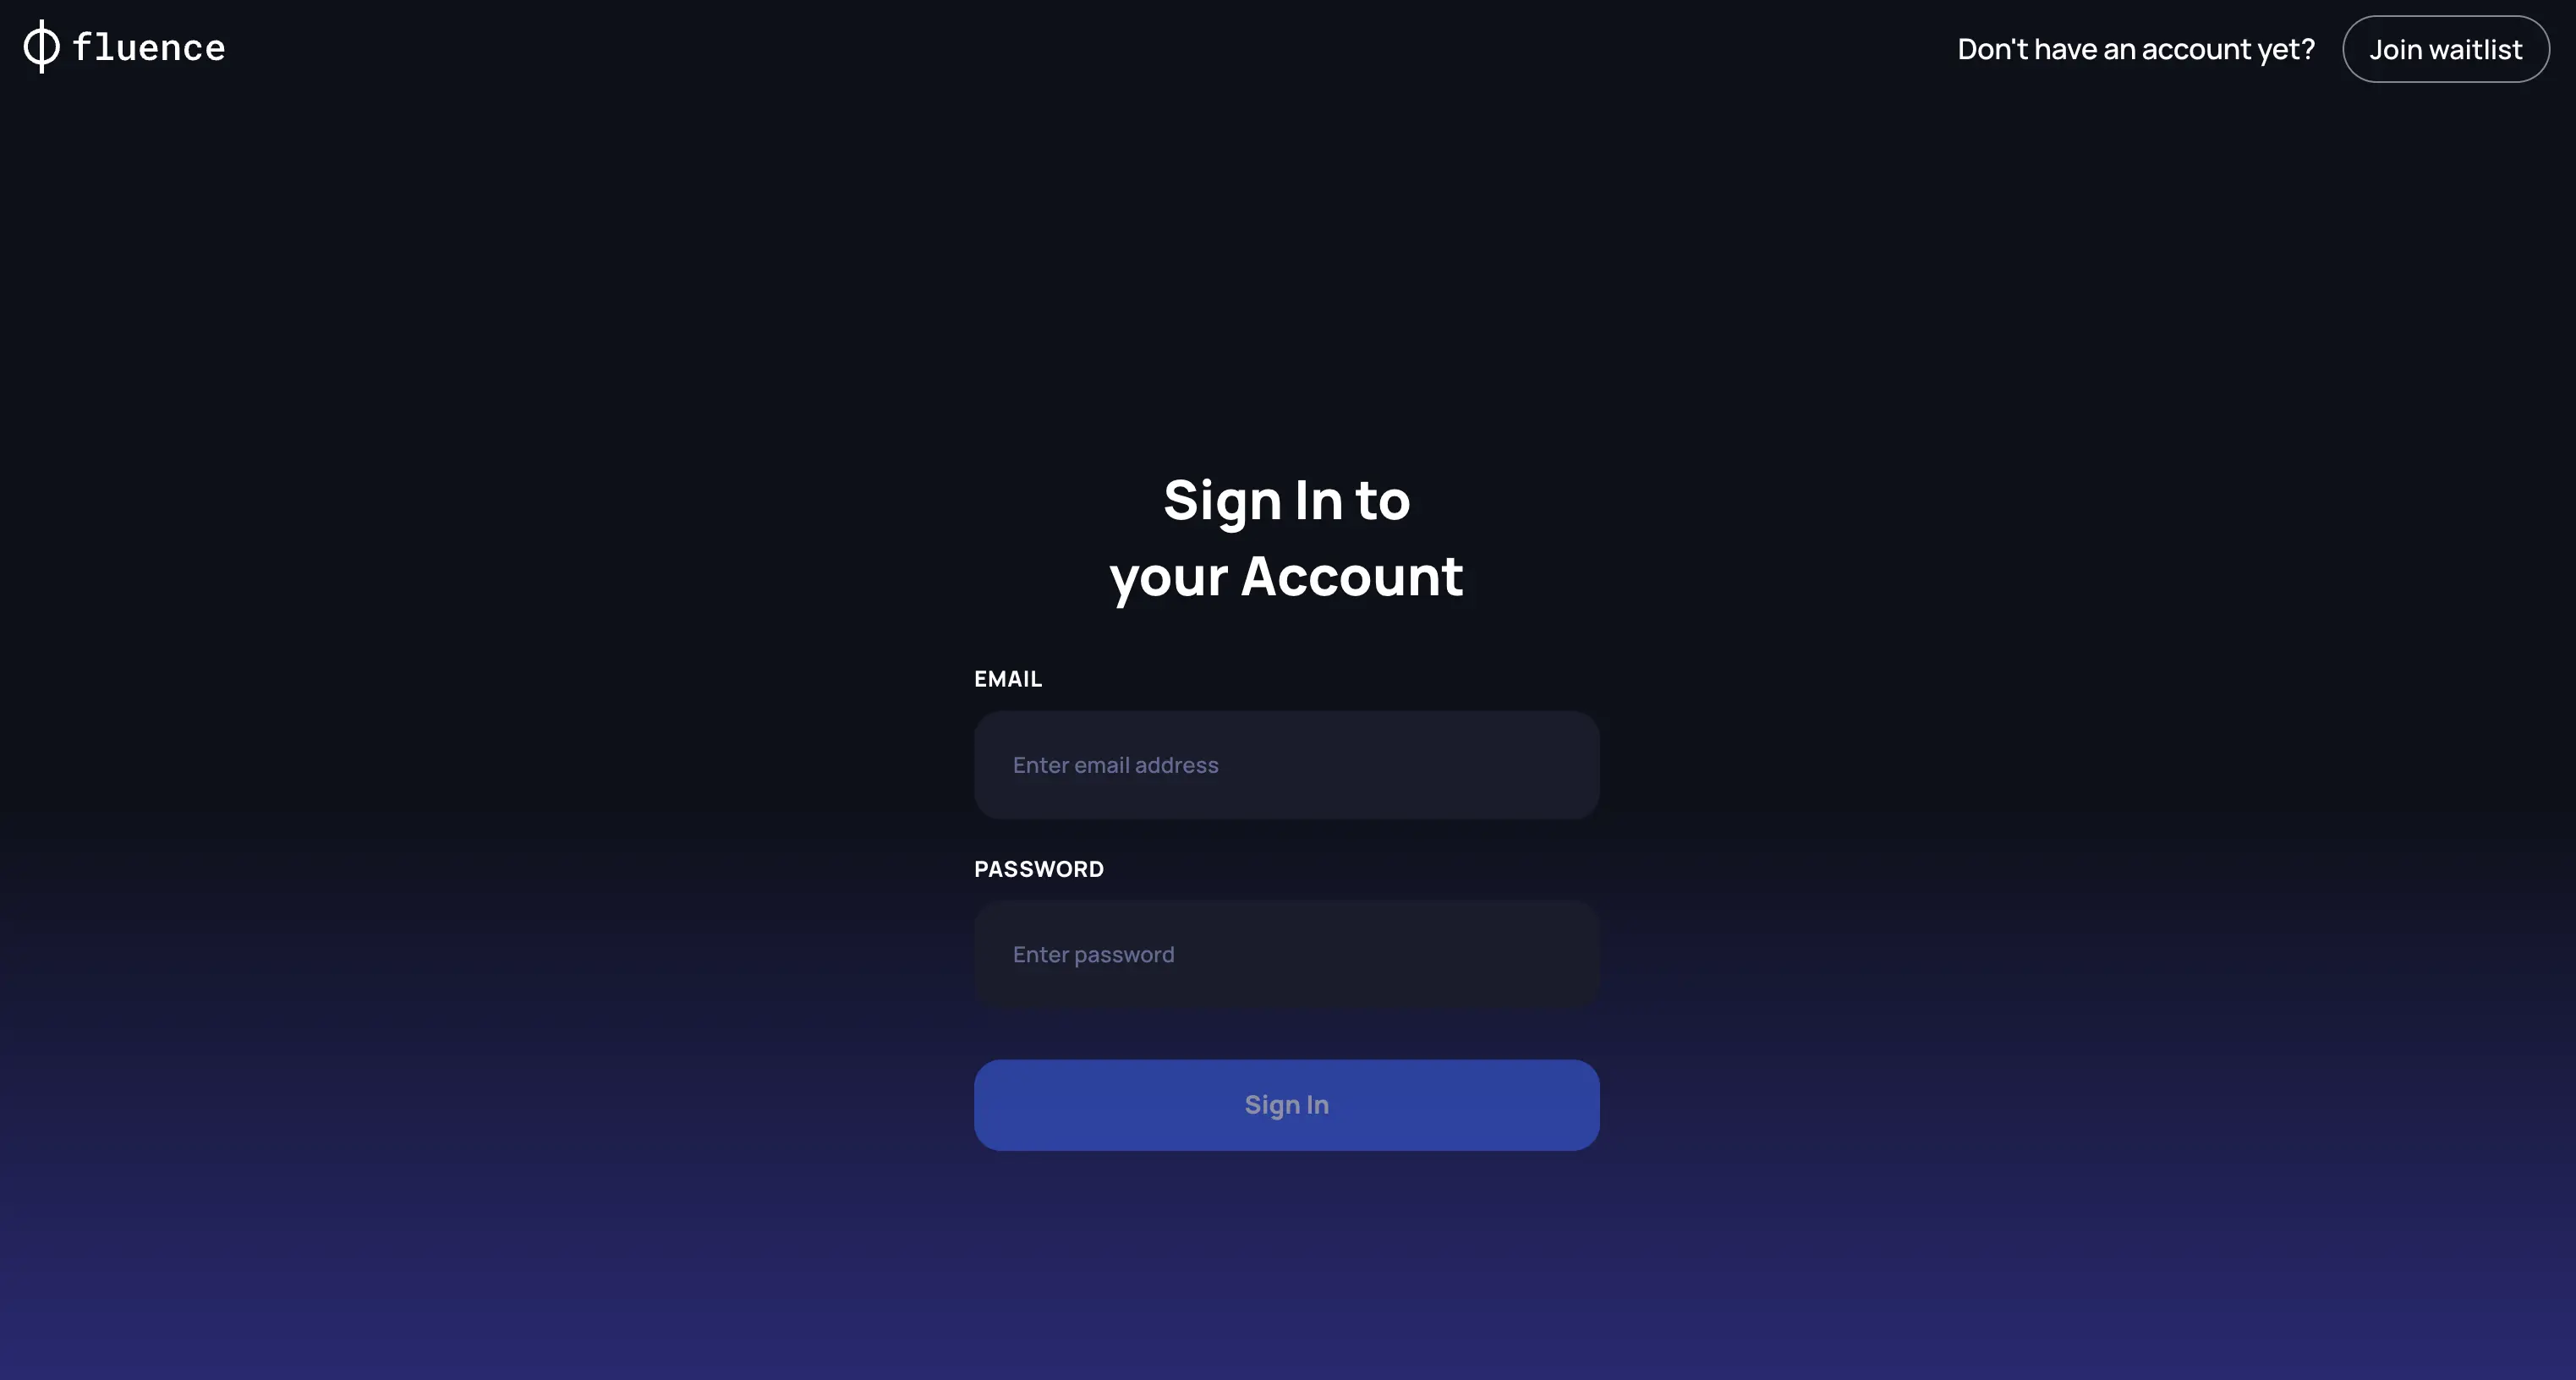 fluence
Don't have an account yet?
Join waitlist
Sign In to
your Account
EMAIL
Enter email address
PASSWORD
Enter password
Sign In